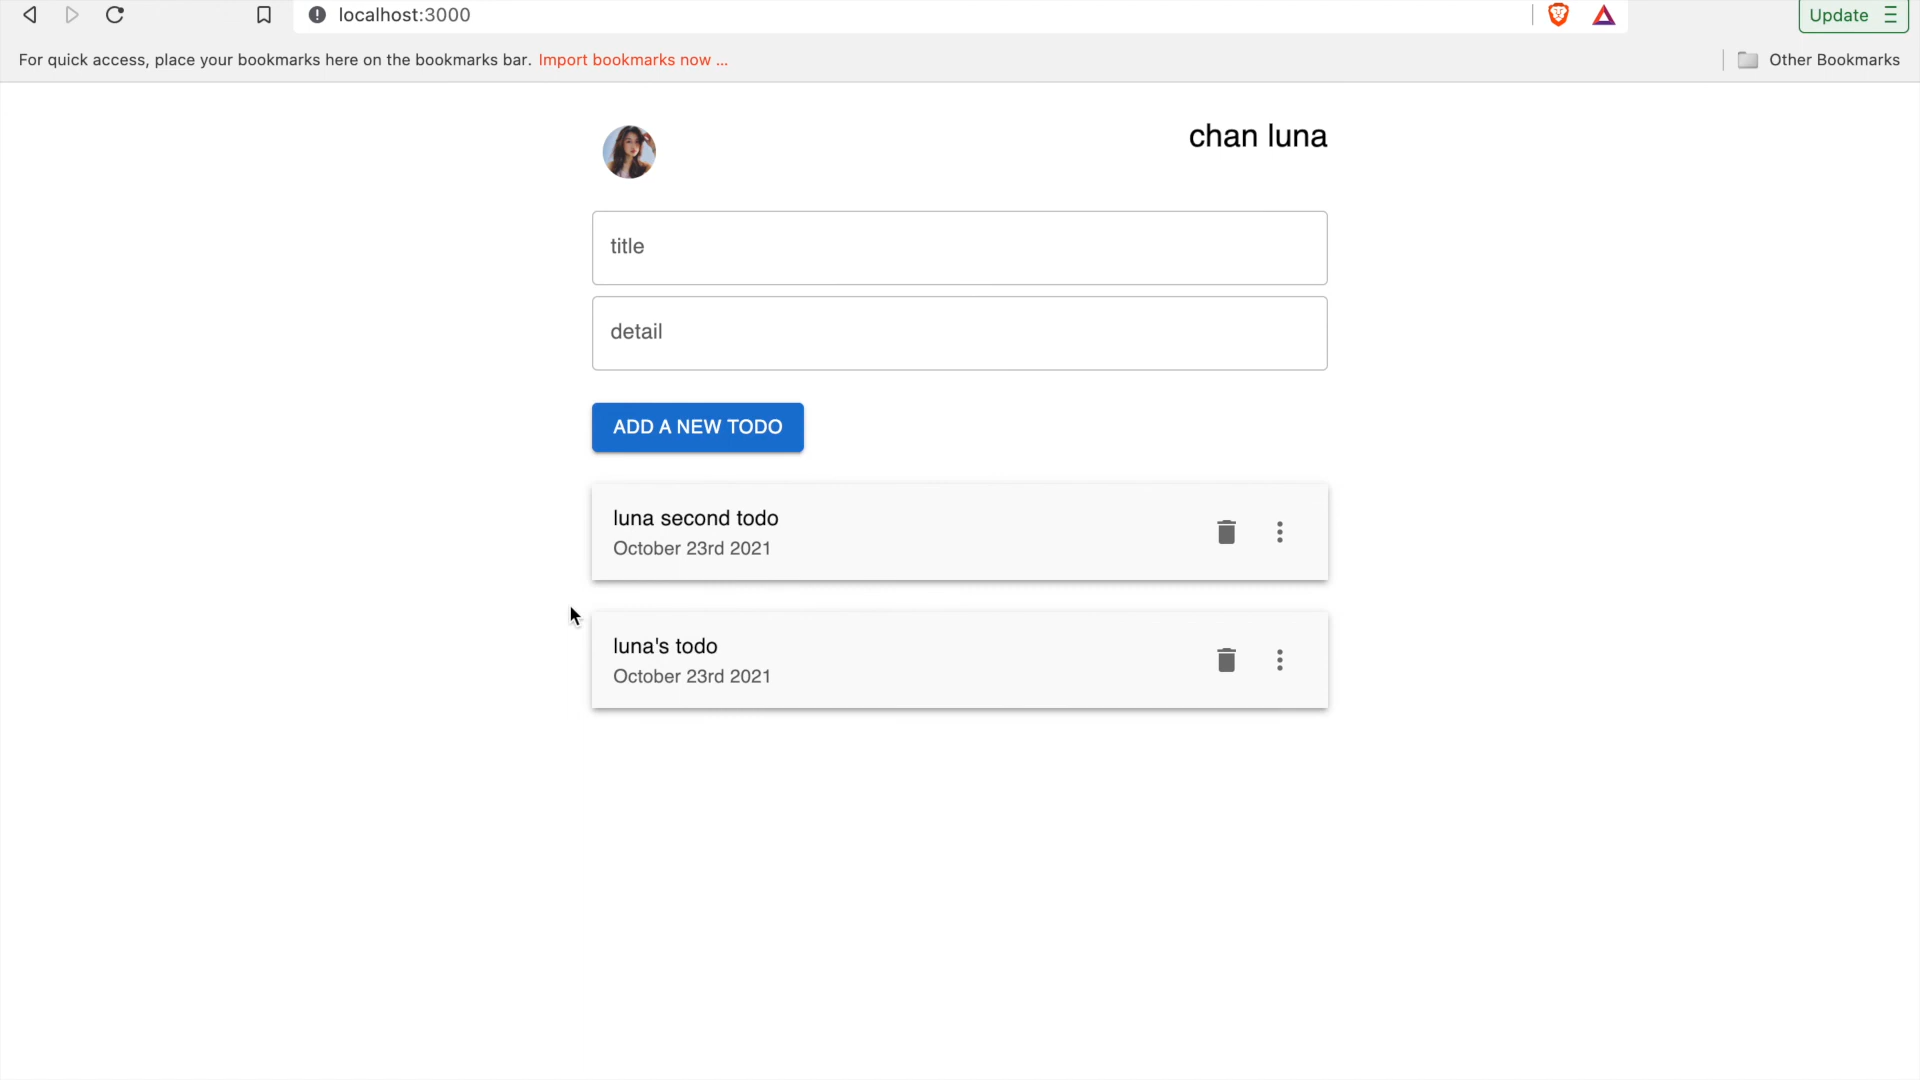 localhost:3000
Update
For quick access, place your bookmarks here on the bookmarks bar. Import bookmarks now ...
Other Bookmarks
chan luna
title
detail
ADD A NEW TODO
luna second todo
October 23rd 2021
luna's todo
October 23rd 2021